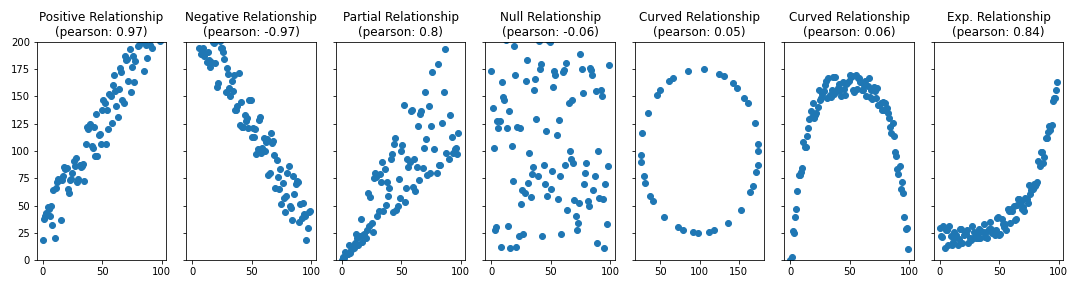 Positive Relationship
(pearson: 0.97)
Negative Relationship
(pearson: -0.97)
Partial Relationship
(pearson: 0.8)
Null Relationship
(pearson: -0.06)
Curved Relationship
(pearson: 0.05)
Curved Relationship
(pearson: 0.06)
Exp. Relationship
(pearson: 0.84)
200
175
150
125
100
75
50
25
0
0 50 100
0 50 100
0 50 100
0 50 100
50 100 150
0 50 100
0 50 100